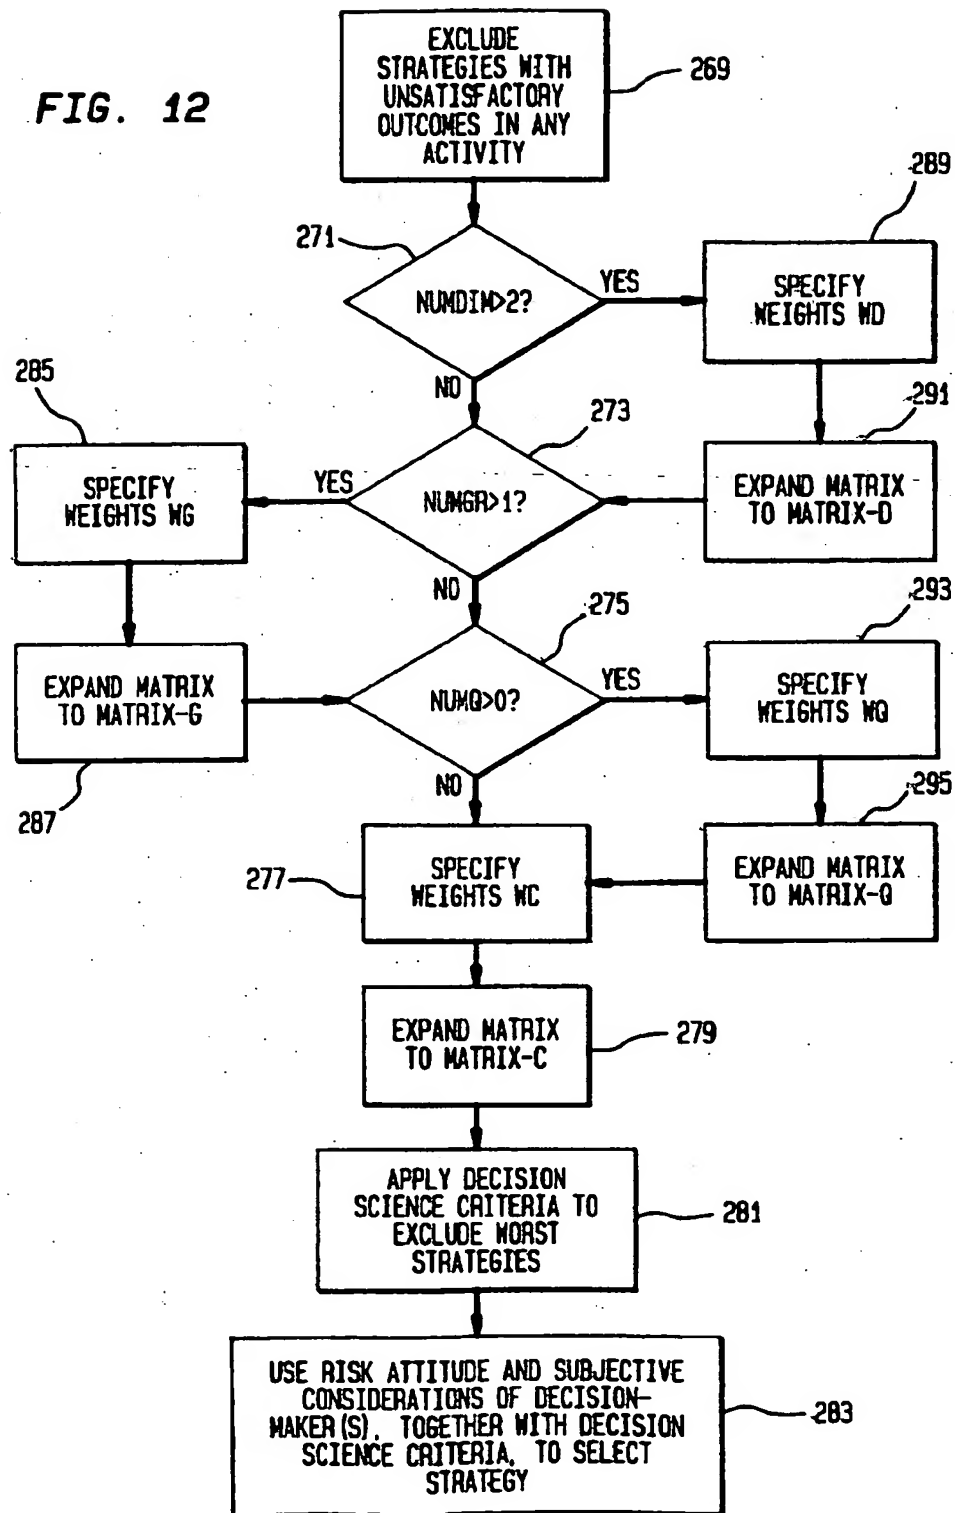 FIG. 12
EXCLUDE
STRATEGIES WITH
UNSATISFACTORY
OUTCOMES IN ANY
ACTIVITY
269
271
NUMDIM>2?
YES
NO
289
SPECIFY
WEIGHTS WD
291
EXPAND MATRIX
TO MATRIX-D
273
NUMGR>1?
YES
NO
285
SPECIFY
WEIGHTS WG
EXPAND MATRIX
TO MATRIX-G
287
275
NUMQ>0?
YES
NO
293
SPECIFY
WEIGHTS WQ
295
EXPAND MATRIX
TO MATRIX-Q
277
SPECIFY
WEIGHTS WC
EXPAND MATRIX
TO MATRIX-C
279
APPLY DECISION
SCIENCE CRITERIA TO
EXCLUDE WORST
STRATEGIES
281
USE RISK ATTITUDE AND SUBJECTIVE
CONSIDERATIONS OF DECISION-
MAKER(S), TOGETHER WITH DECISION
SCIENCE CRITERIA, TO SELECT
STRATEGY
283